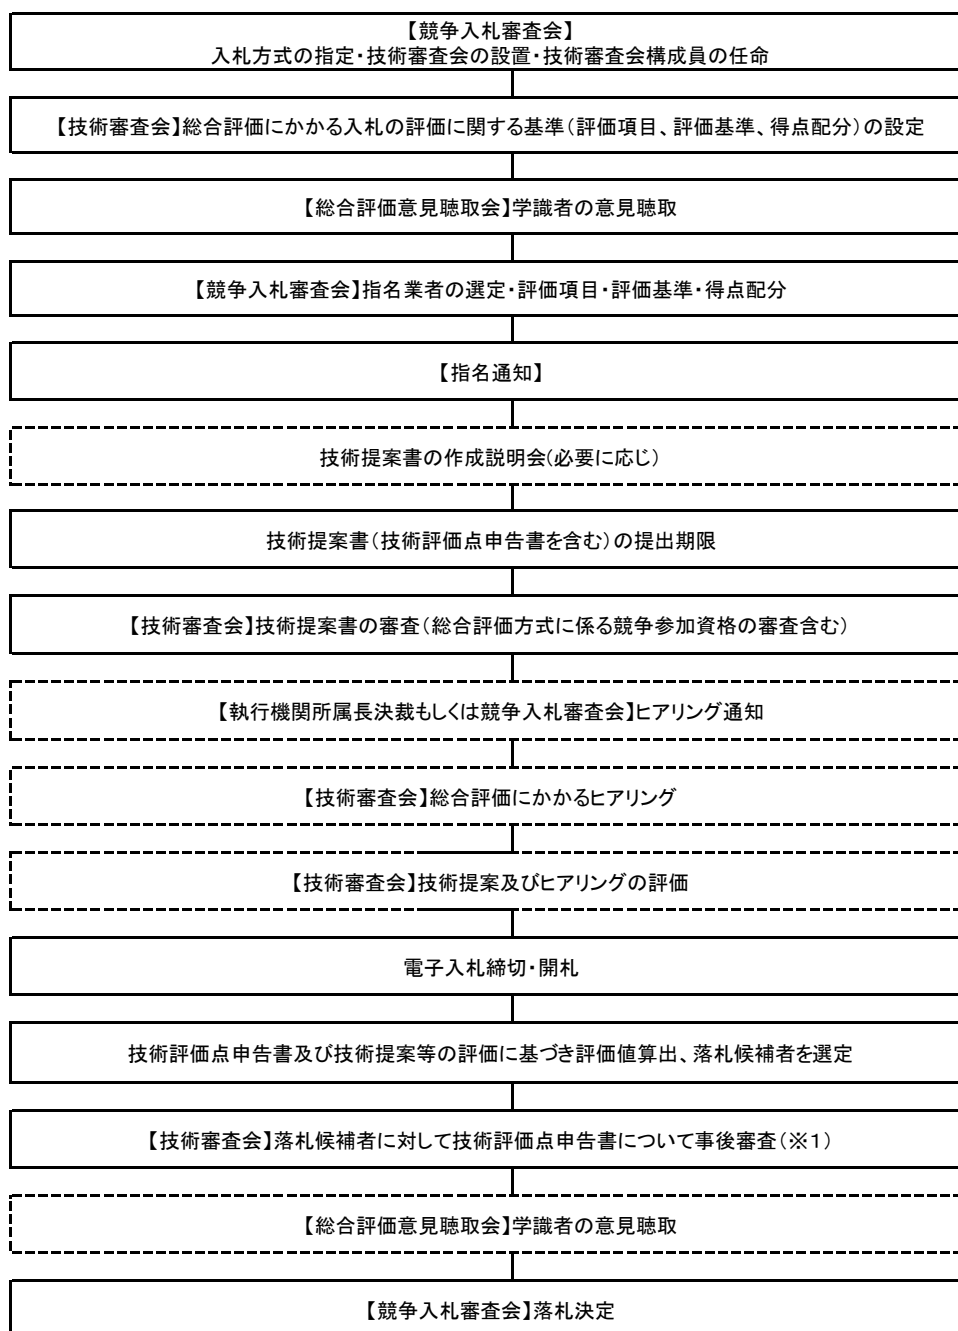 【競争入札審査会】
入札方式の指定・技術審査会の設置・技術審査会構成員の任命
【技術審査会】総合評価にかかる入札の評価に関する基準(評価項目、評価基準、得点配分)の設定
【総合評価意見聴取会】学識者の意見聴取
【競争入札審査会】指名業者の選定・評価項目・評価基準・得点配分
【指名通知】
技術提案書の作成説明会(必要に応じ)
技術提案書(技術評価点申告書を含む)の提出期限
【技術審査会】技術提案書の審査(総合評価方式に係る競争参加資格の審査含む)
【執行機関所属長決裁もしくは競争入札審査会】ヒアリング通知
【技術審査会】総合評価にかかるヒアリング
【技術審査会】技術提案及びヒアリングの評価
電子入札締切・開札
技術評価点申告書及び技術提案等の評価に基づき評価値算出、落札候補者を選定
【技術審査会】落札候補者に対して技術評価点申告書について事後審査(※1)
【総合評価意見聴取会】学識者の意見聴取
【競争入札審査会】落札決定